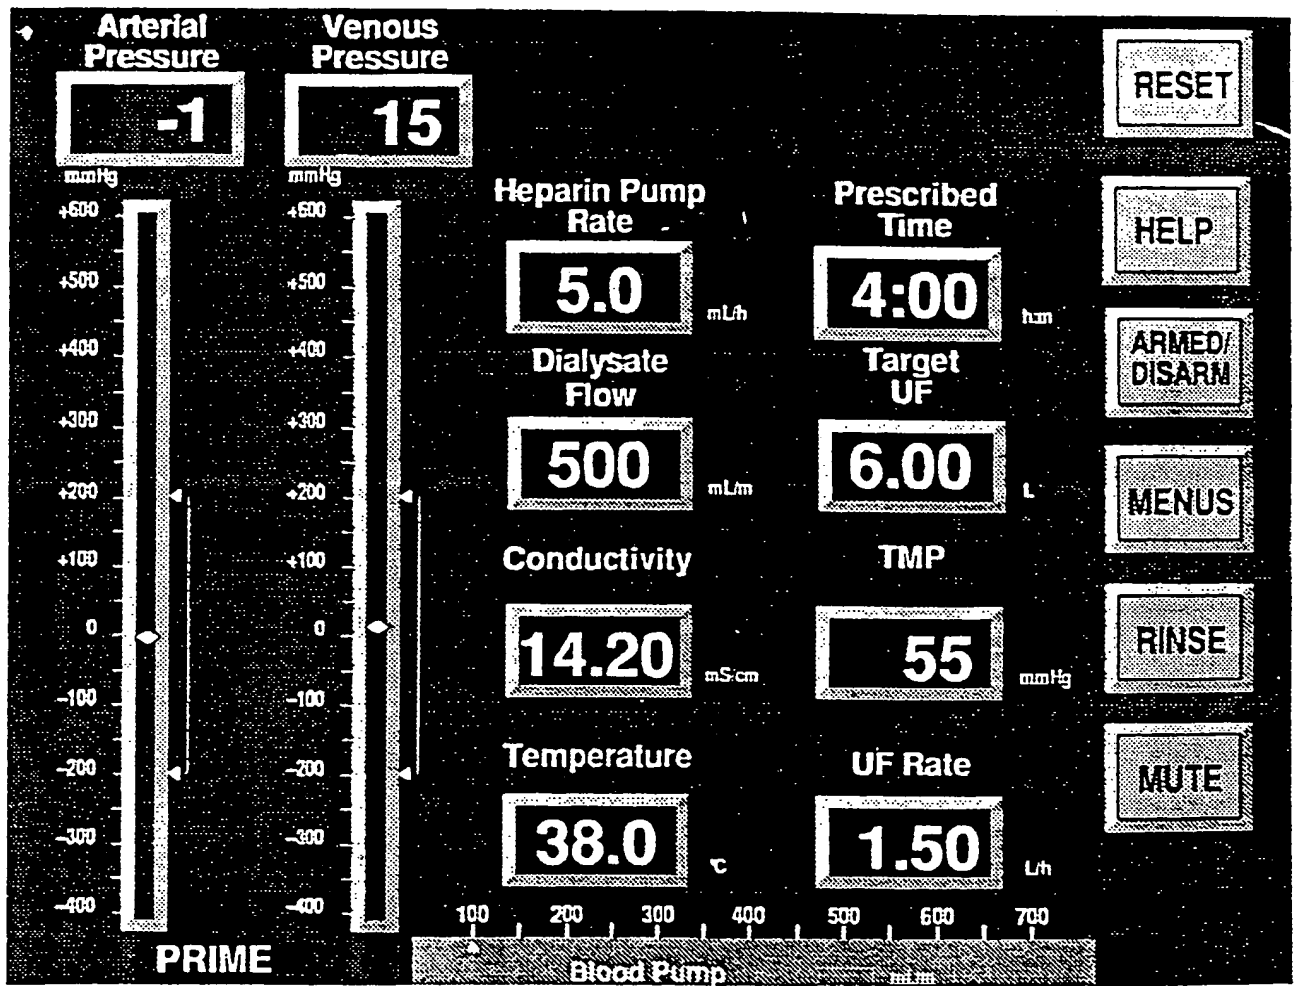 Arterial
Pressure
-1
mmHg
+600
+500
+400
+300
+200
+100
0
-100
-200
-300
-400
PRIME
Venous
Pressure
15
mmHg
+600
+500
+400
+300
+200
+100
0
-100
-200
-300
-400
Heparin Pump
Rate
5.0
mL/h
Dialysate
Flow
500
mL/m
Conductivity
14.20
mS/cm
Temperature
38.0
°C
Prescribed
Time
4:00
h:m
Target
UF
6.00
L
TMP
55
mmHg
UF Rate
1.50
L/h
100 200 300 400 500 600 700
Blood Pump mL/m
RESET
HELP
ARMED/
DISARM
MENUS
RINSE
MUTE